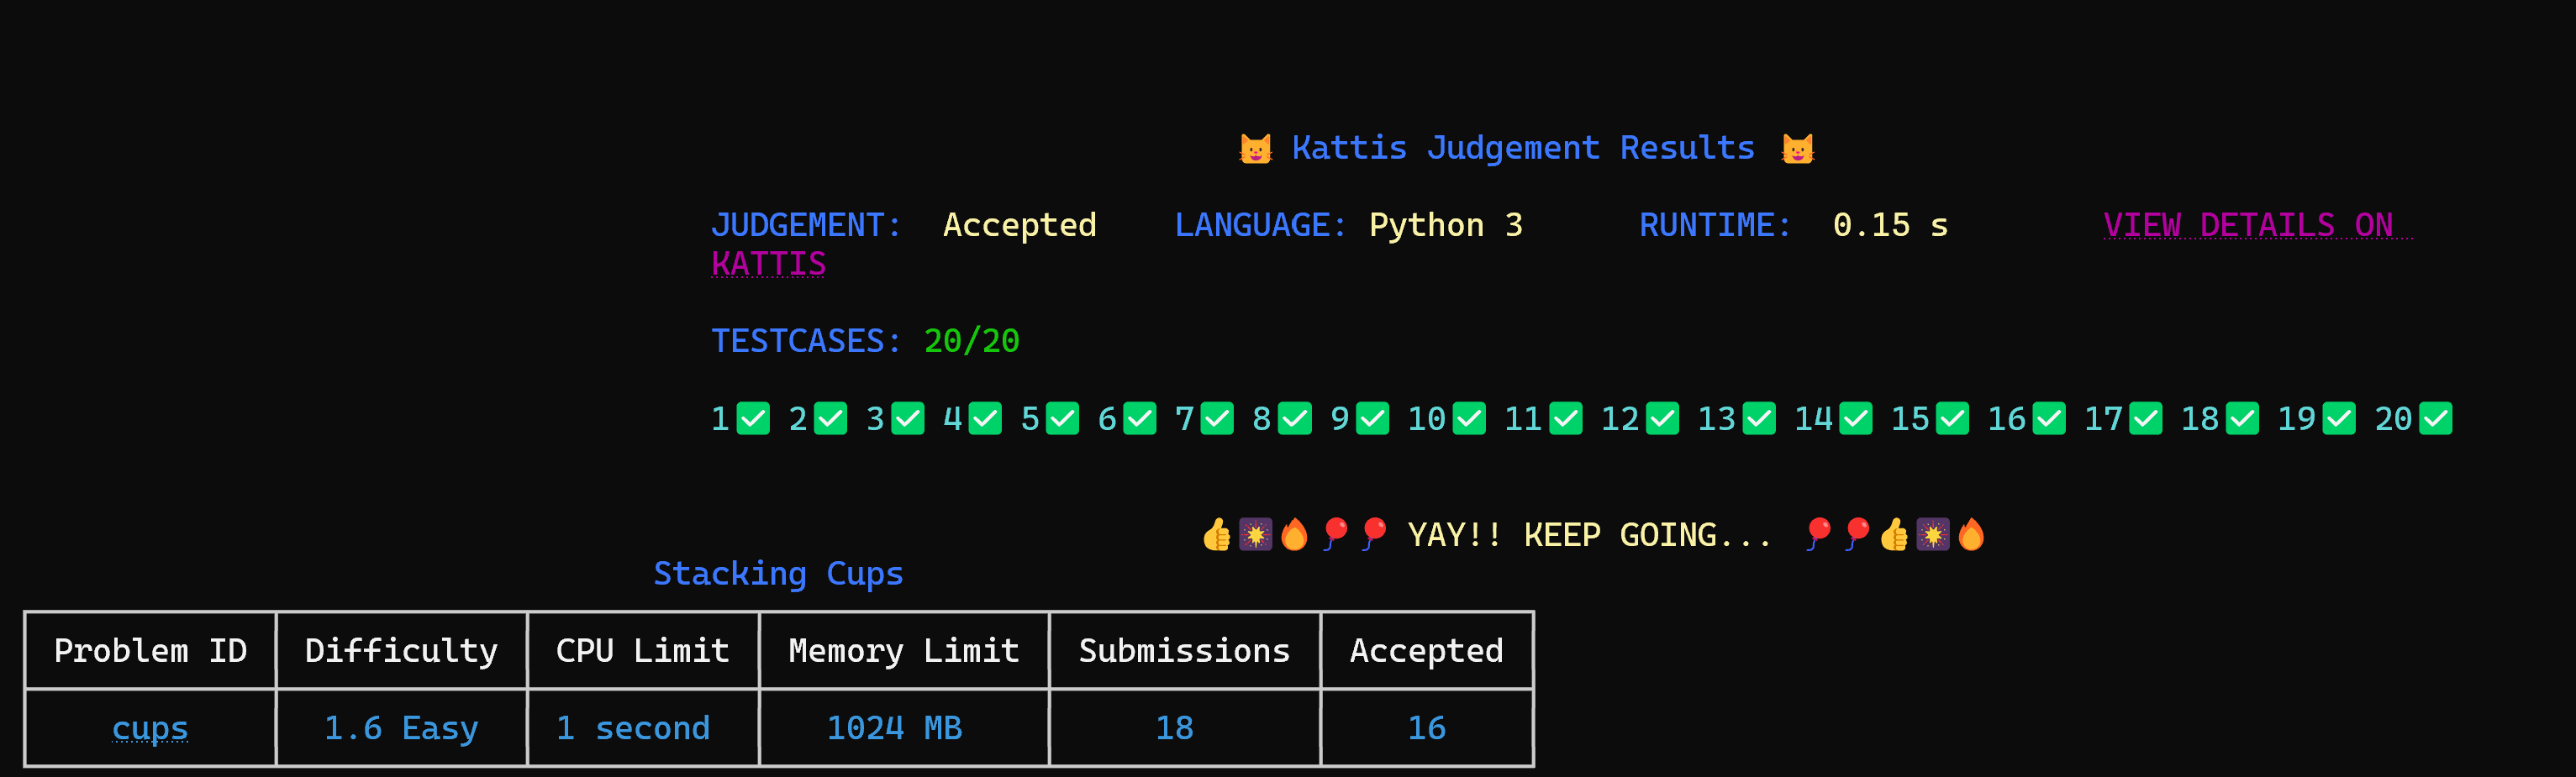 😺 Kattis Judgement Results 😺
JUDGEMENT: Accepted LANGUAGE: Python 3 RUNTIME: 0.15 s VIEW DETAILS ON
KATTIS
TESTCASES: 20/20
1✅ 2✅ 3✅ 4✅ 5✅ 6✅ 7✅ 8✅ 9✅ 10✅ 11✅ 12✅ 13✅ 14✅ 15✅ 16✅ 17✅ 18✅ 19✅ 20✅
👍🎇🔥🎈🎈 YAY!! KEEP GOING... 🎈🎈👍🎇🔥
Stacking Cups
Problem ID Difficulty CPU Limit Memory Limit Submissions Accepted
cups 1.6 Easy 1 second 1024 MB 18 16